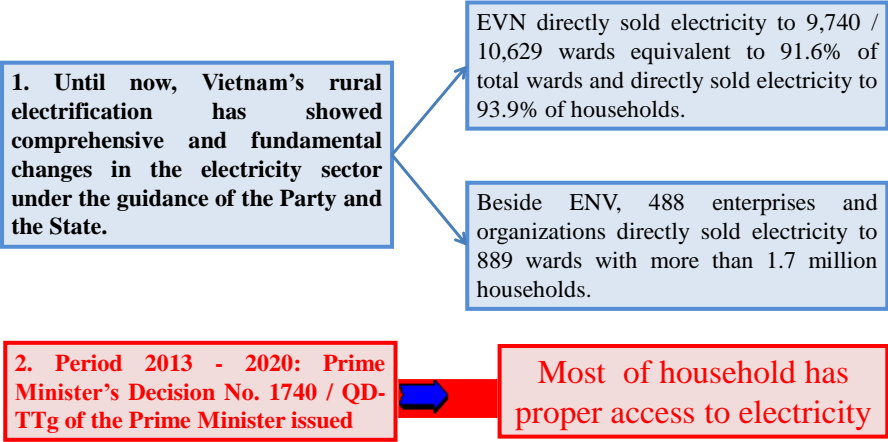 1. Until now, Vietnam's rural
electrification has showed
comprehensive and fundamental
changes in the electricity sector
under the guidance of the Party and
the State.
EVN directly sold electricity to 9,740 /
10,629 wards equivalent to 91.6% of
total wards and directly sold electricity to
93.9% of households.
Beside ENV, 488 enterprises and
organizations directly sold electricity to
889 wards with more than 1.7 million
households.
2. Period 2013 - 2020: Prime
Minister's Decision No. 1740 / QD-
TTg of the Prime Minister issued
Most of household has
proper access to electricity